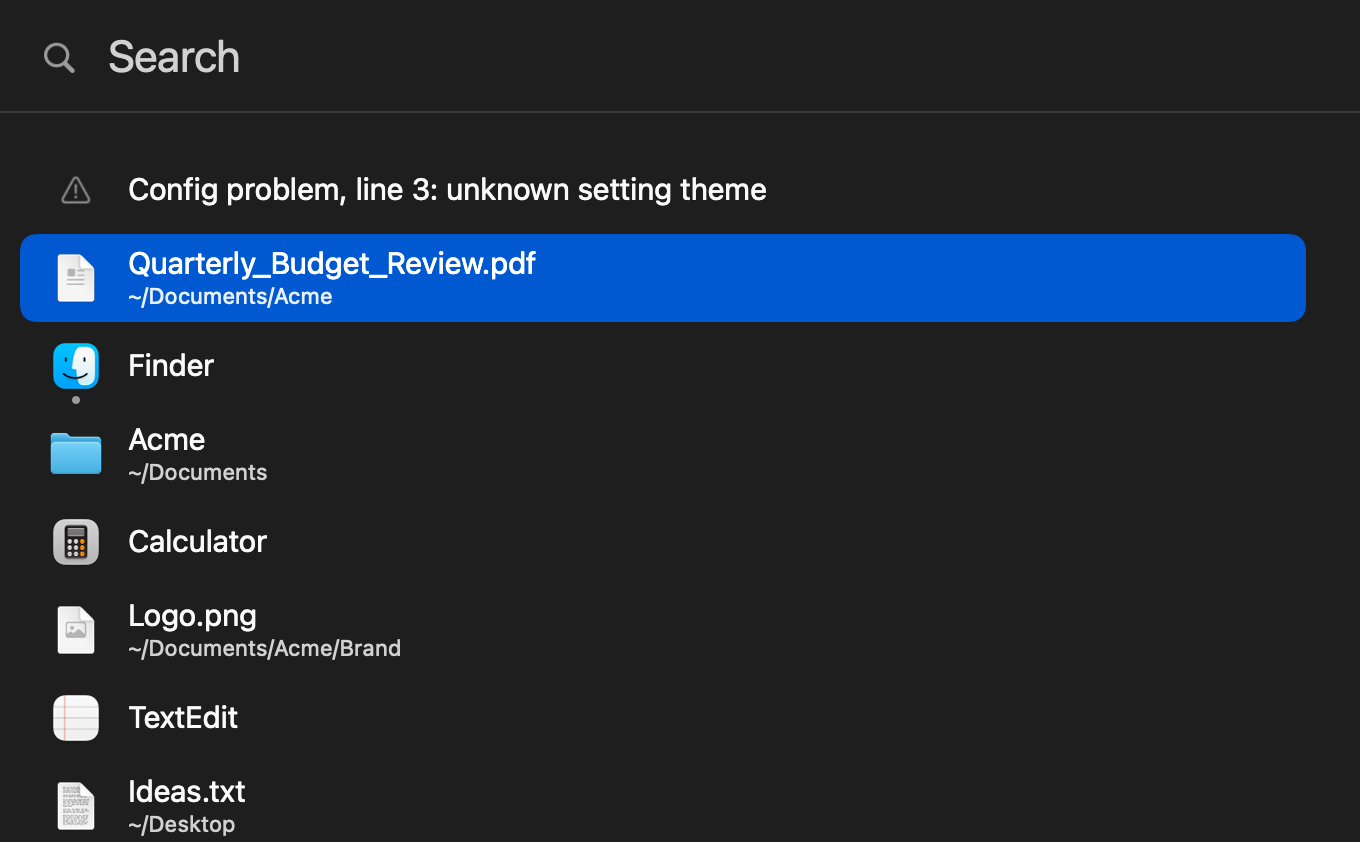 Search
Config problem, line 3: unknown setting theme
Quarterly_Budget_Review.pdf
~/Documents/Acme
Finder
Acme
~/Documents
Calculator
Logo.png
~/Documents/Acme/Brand
TextEdit
Ideas.txt
~/Desktop